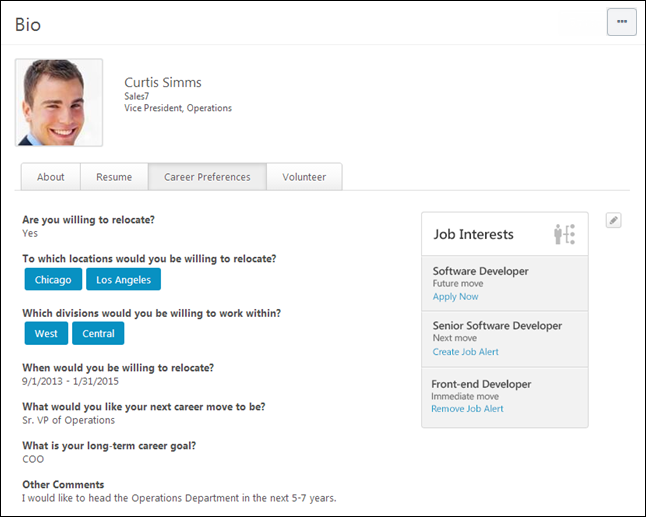 Bio
Curtis Simms
Sales7
Vice President, Operations
About
Resume
Career Preferences
Volunteer
Are you willing to relocate?
Yes
To which locations would you be willing to relocate?
Chicago
Los Angeles
Which divisions would you be willing to work within?
West
Central
When would you be willing to relocate?
9/1/2013 - 1/31/2015
What would you like your next career move to be?
Sr. VP of Operations
What is your long-term career goal?
COO
Other Comments
I would like to head the Operations Department in the next 5-7 years.
Job Interests
Software Developer
Future move
Apply Now
Senior Software Developer
Next move
Create Job Alert
Front-end Developer
Immediate move
Remove Job Alert